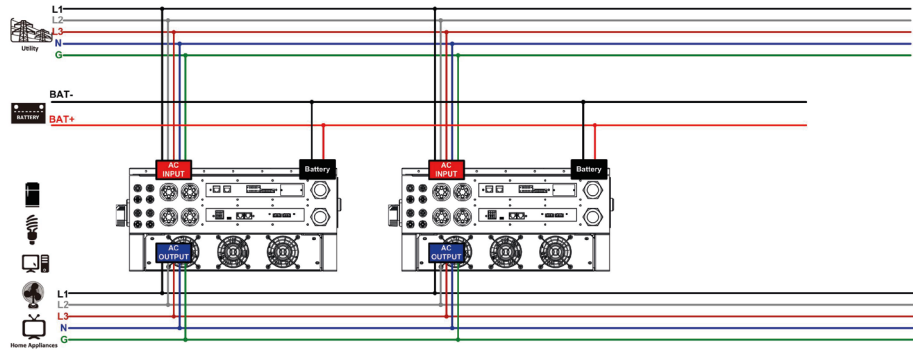 L1
L2
L3
N
G
Utility
BAT-
BATTERY
BAT+
AC
INPUT
Battery
AC
INPUT
Battery
AC
OUTPUT
AC
OUTPUT
L1
L2
L3
N
G
Home Appliances